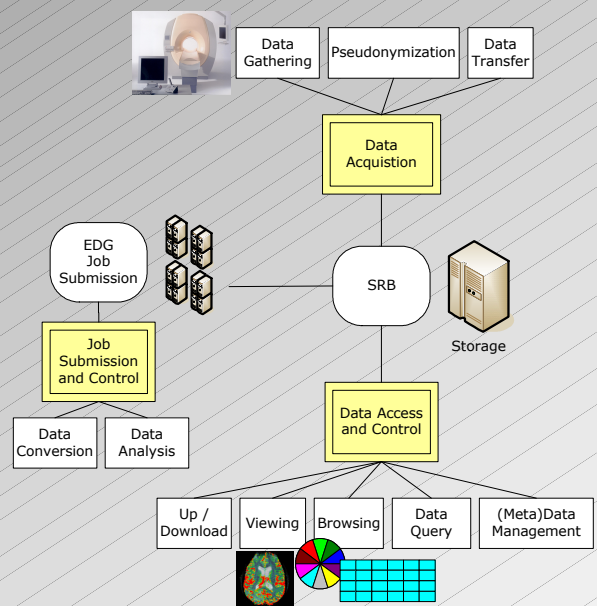 Data
Gathering
Pseudonymization
Data
Transfer
Data
Acquistion
EDG
Job
Submission
SRB
Storage
Job
Submission
and Control
Data Access
and Control
Data
Conversion
Data
Analysis
Up /
Download
Viewing
Browsing
Data
Query
(Meta)Data
Management